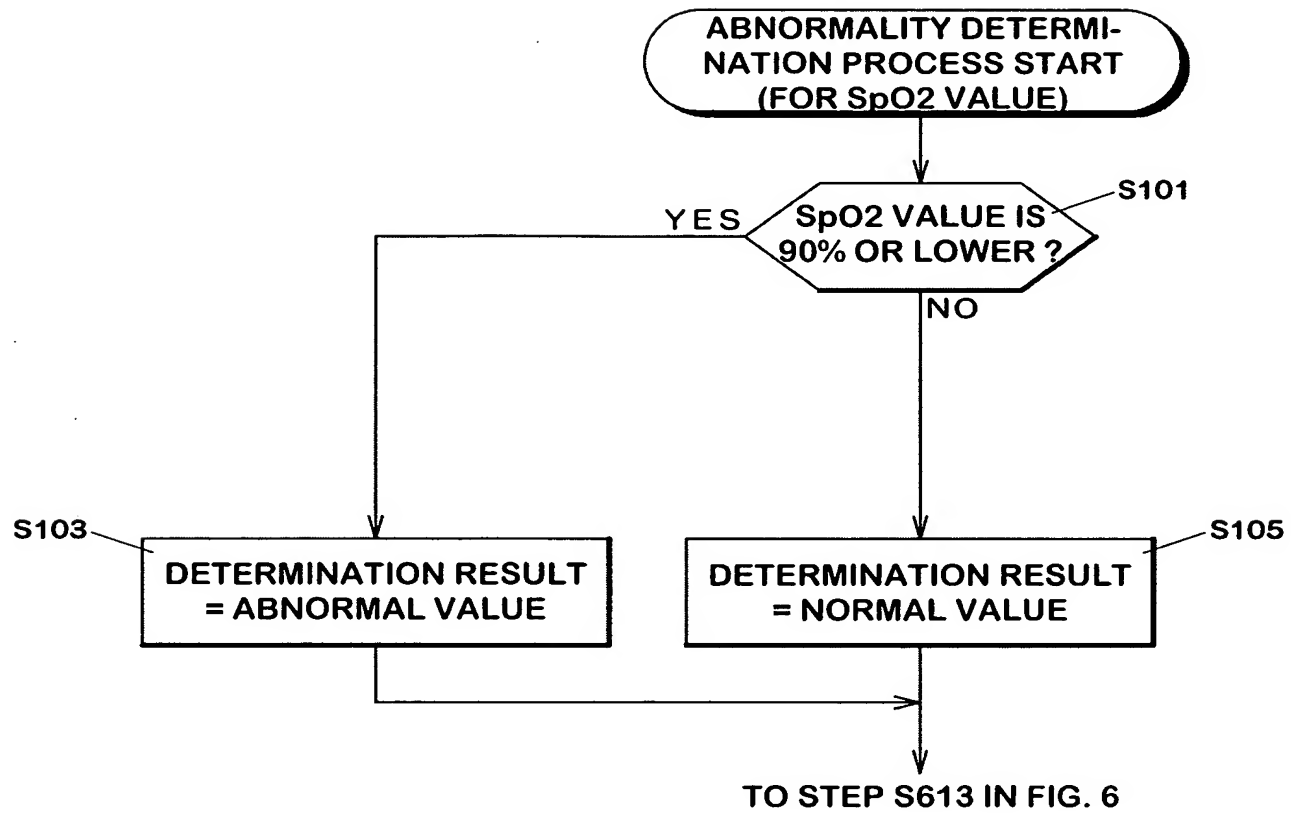 ABNORMALITY DETERMI-
NATION PROCESS START
(FOR SpO2 VALUE)
S101
YES
SpO2 VALUE IS
90% OR LOWER ?
NO
S103
S105
DETERMINATION RESULT
= ABNORMAL VALUE
DETERMINATION RESULT
= NORMAL VALUE
TO STEP S613 IN FIG. 6